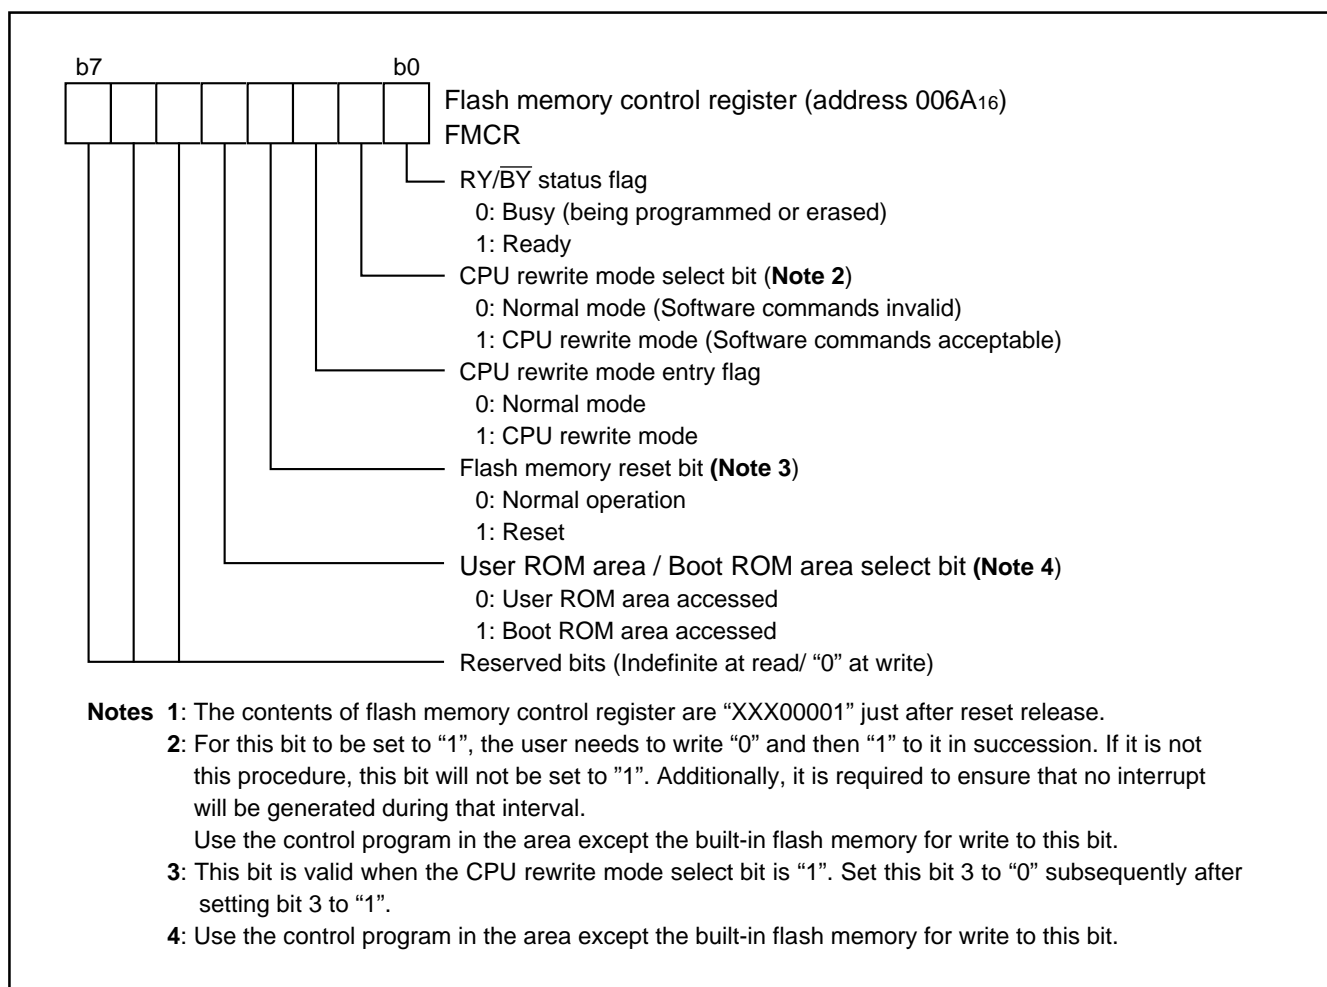 b7 b0
Flash memory control register (address 006A16)
FMCR
RY/BY status flag
0: Busy (being programmed or erased)
1: Ready
CPU rewrite mode select bit (Note 2)
0: Normal mode (Software commands invalid)
1: CPU rewrite mode (Software commands acceptable)
CPU rewrite mode entry flag
0: Normal mode
1: CPU rewrite mode
Flash memory reset bit (Note 3)
0: Normal operation
1: Reset
User ROM area / Boot ROM area select bit (Note 4)
0: User ROM area accessed
1: Boot ROM area accessed
Reserved bits (Indefinite at read/ “0” at write)
Notes 1: The contents of flash memory control register are “XXX00001” just after reset release.
2: For this bit to be set to “1”, the user needs to write “0” and then “1” to it in succession. If it is not
this procedure, this bit will not be set to ”1”. Additionally, it is required to ensure that no interrupt
will be generated during that interval.
Use the control program in the area except the built-in flash memory for write to this bit.
3: This bit is valid when the CPU rewrite mode select bit is “1”. Set this bit 3 to “0” subsequently after
setting bit 3 to “1”.
4: Use the control program in the area except the built-in flash memory for write to this bit.